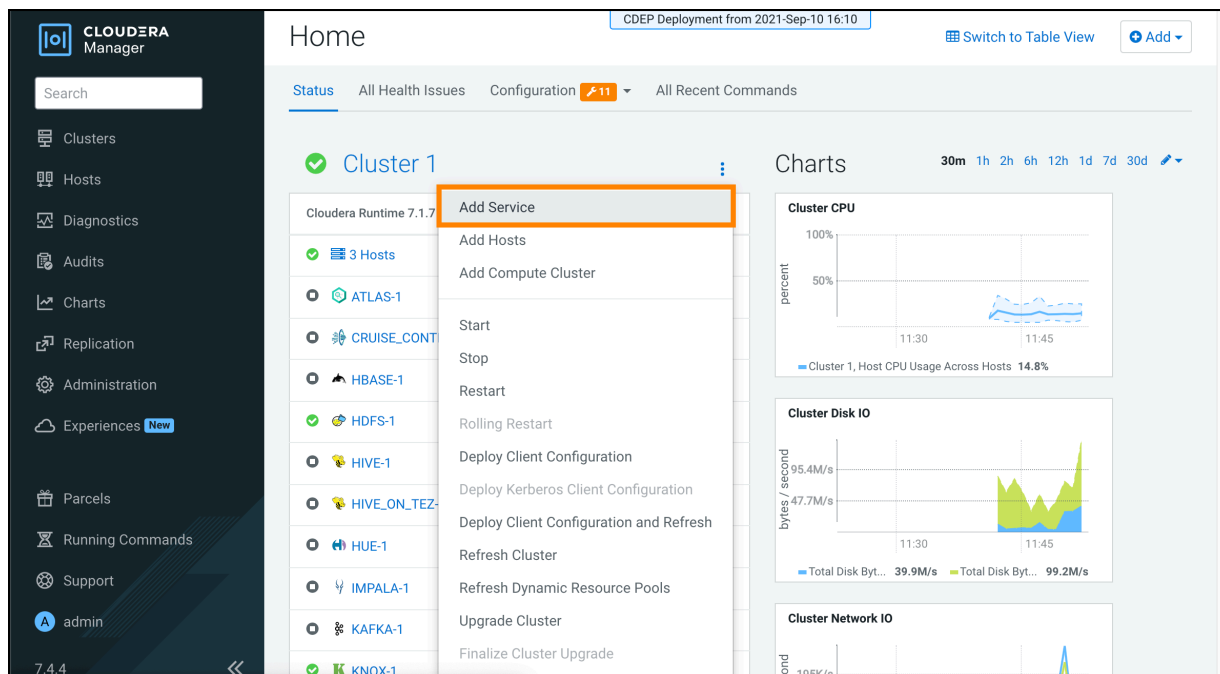 CLOUDERA
Manager
Search
Clusters
Hosts
Diagnostics
Audits
Charts
Replication
Administration
Experiences New
Parcels
Running Commands
Support
A admin
7.4.4
Home
CDEP Deployment from 2021-Sep-10 16:10
Switch to Table View
Add
Status All Health Issues Configuration 11 All Recent Commands
Cluster 1
Cloudera Runtime 7.1.7
3 Hosts
ATLAS-1
CRUISE_CONT
HBASE-1
HDFS-1
HIVE-1
HIVE_ON_TEZ-
HUE-1
IMPALA-1
KAFKA-1
KNOX-1
Add Service
Add Hosts
Add Compute Cluster
Start
Stop
Restart
Rolling Restart
Deploy Client Configuration
Deploy Kerberos Client Configuration
Deploy Client Configuration and Refresh
Refresh Cluster
Refresh Dynamic Resource Pools
Upgrade Cluster
Finalize Cluster Upgrade
Charts
30m 1h 2h 6h 12h 1d 7d 30d
Cluster CPU
percent
100%
50%
11:30 11:45
Cluster 1, Host CPU Usage Across Hosts 14.8%
Cluster Disk IO
bytes / second
95.4M/s
47.7M/s
11:30 11:45
Total Disk Byt... 39.9M/s Total Disk Byt... 99.2M/s
Cluster Network IO